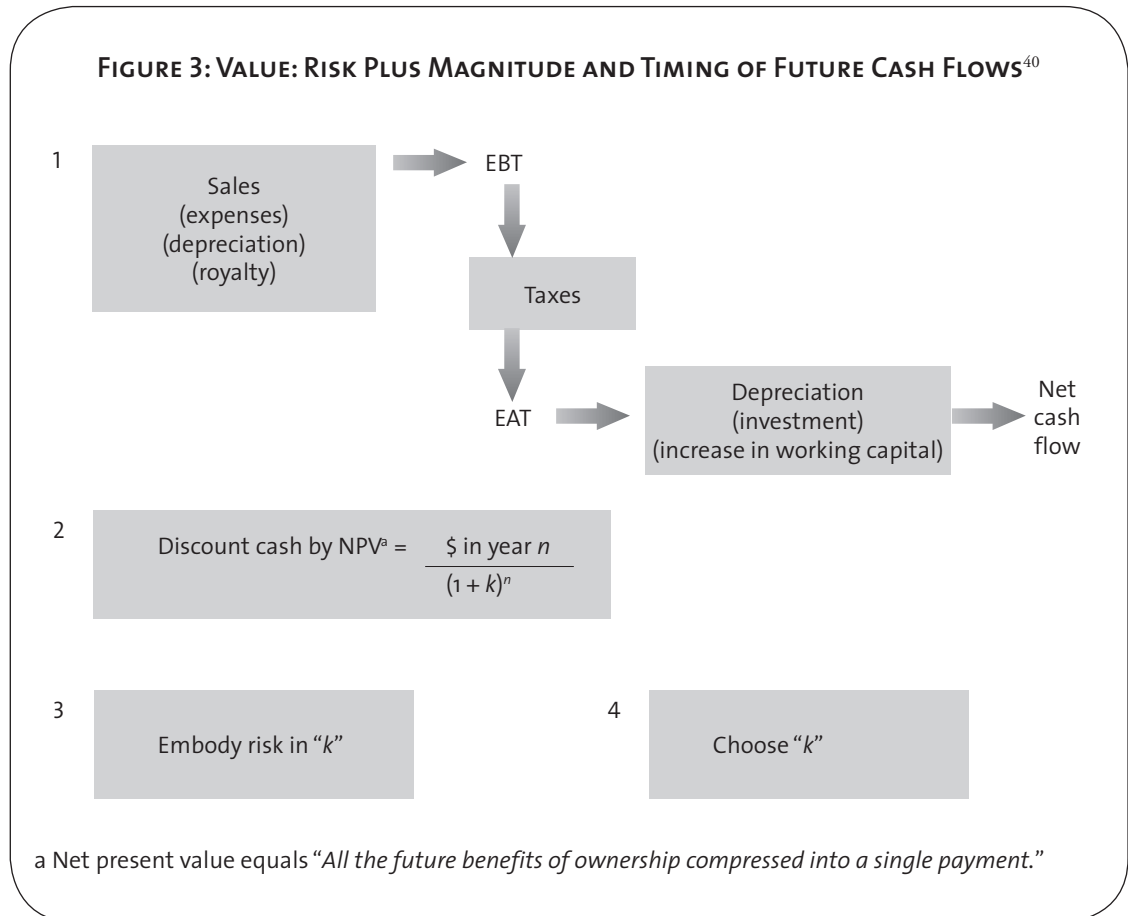 FIGURE 3: VALUE: RISK PLUS MAGNITUDE AND TIMING OF FUTURE CASH FLOWS40
1
Sales
(expenses)
(depreciation)
(royalty)
EBT
Taxes
EAT
Depreciation
(investment)
(increase in working capital)
Net
cash
flow
2
Discount cash by NPVa = $ in year n
(1 + k)n
3
Embody risk in “k”
4
Choose “k”
a Net present value equals “All the future benefits of ownership compressed into a single payment.”